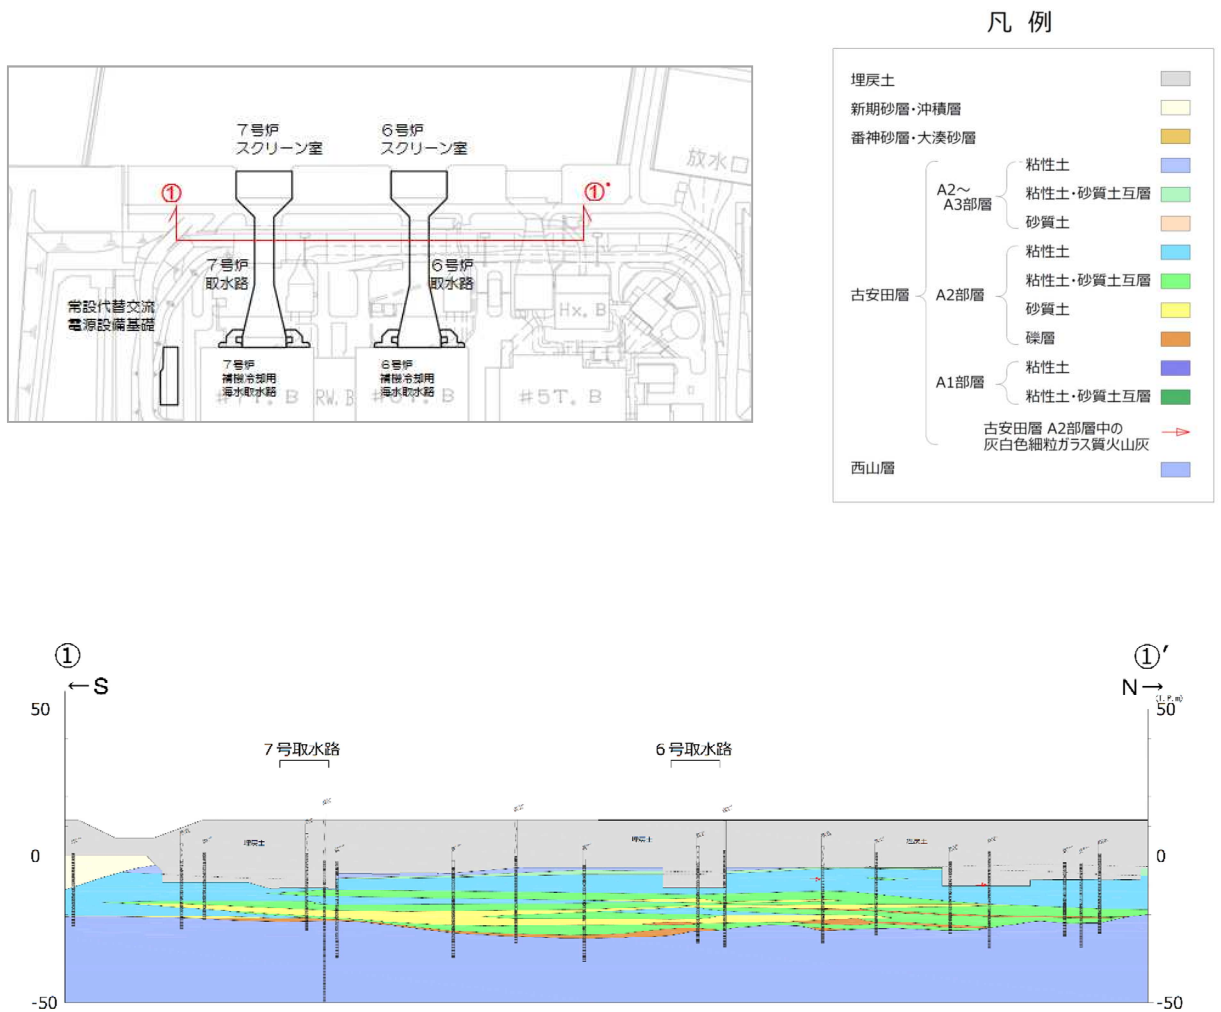 凡 例
埋戻土
新期砂層・沖積層
番神砂層・大湊砂層
古安田層
A2～
A3部層
粘性土
粘性土・砂質土互層
砂質土
A2部層
粘性土
粘性土・砂質土互層
砂質土
礫層
A1部層
粘性土
粘性土・砂質土互層
古安田層 A2部層中の
灰白色細粒ガラス質火山灰
西山層
7号炉
スクリーン室
6号炉
スクリーン室
放水口
①
①'
7号炉
取水路
6号炉
取水路
常設代替交流
電源設備基礎
Hx. B
7号炉
補機冷却用
海水取水路
6号炉
補機冷却用
海水取水路
RW. B
#5T. B
①
①′
←S
N→
(T.P.m)
50
50
7号取水路
6号取水路
埋戻土
埋戻土
埋戻土
0
0
-50
-50